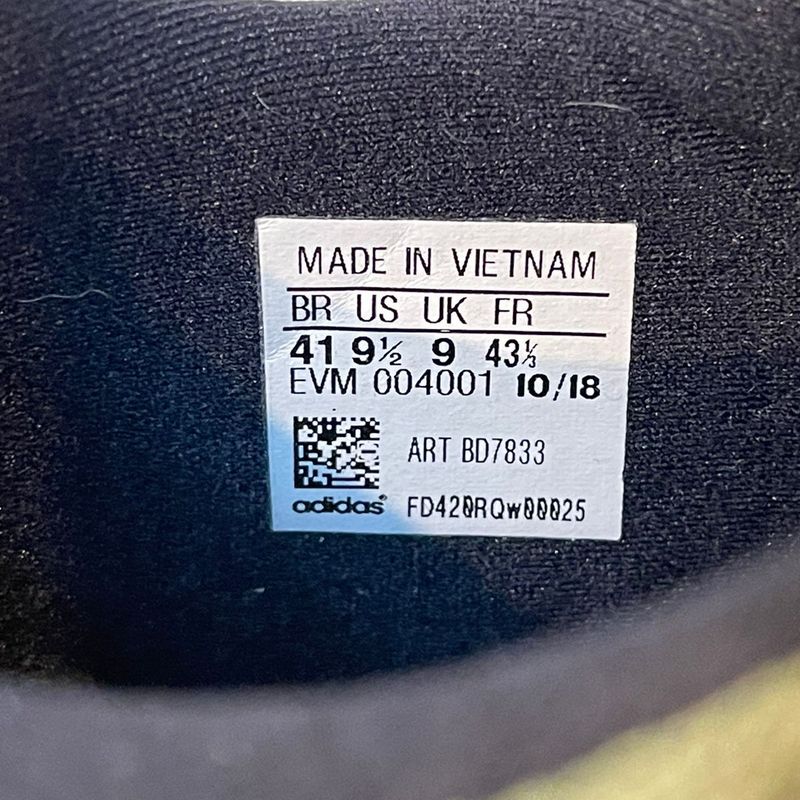 MADE IN VIETNAM
BR US UK FR
41 9½ 9 43⅓
EVM 004001 10/18
ART BD7833
adidas® FD420RQw00025